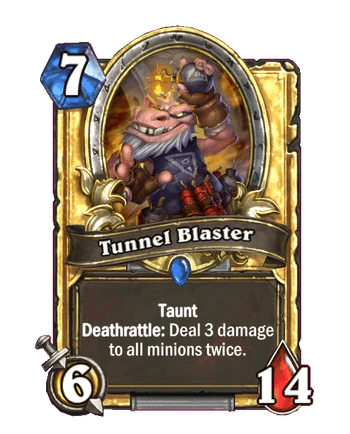 7
Tunnel Blaster
Taunt
Deathrattle: Deal 3 damage
to all minions twice.
6
14